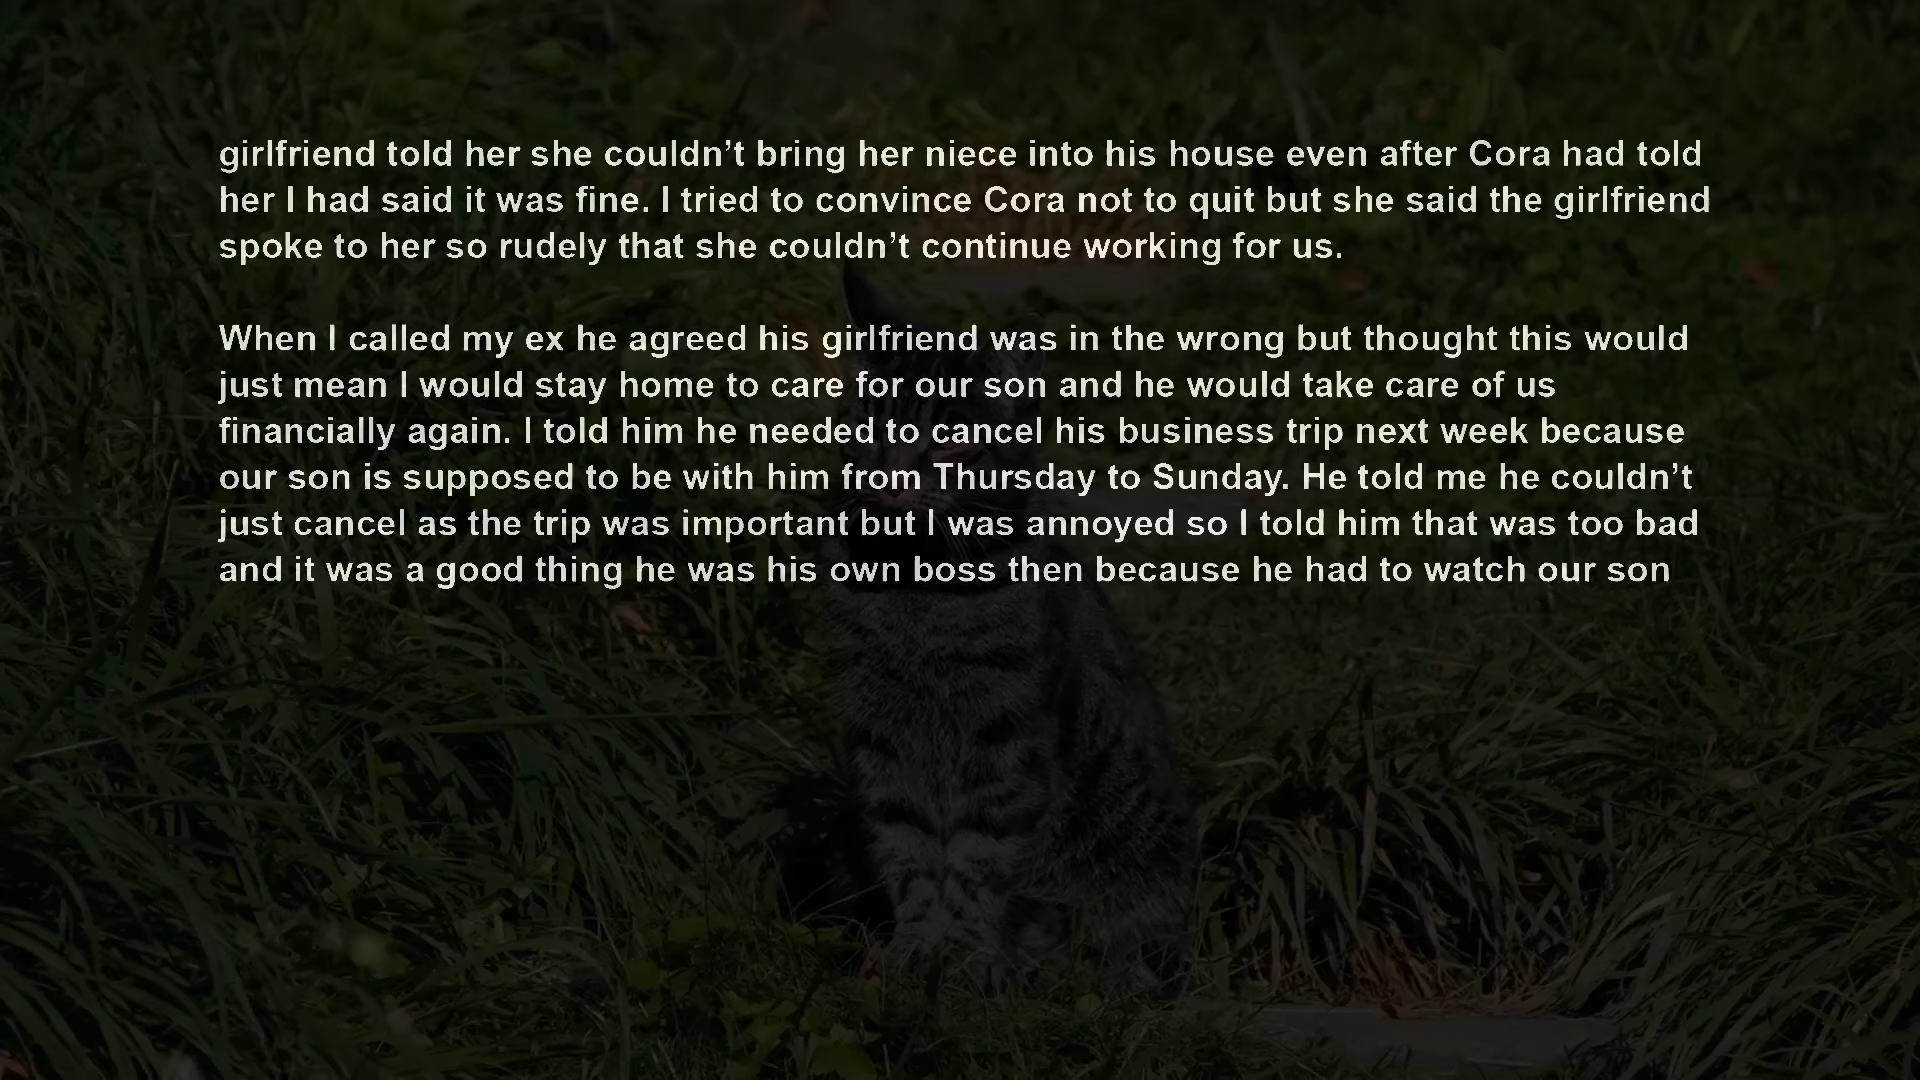 girlfriend told her she couldn’t bring her niece into his house even after Cora had told
her I had said it was fine. I tried to convince Cora not to quit but she said the girlfriend
spoke to her so rudely that she couldn’t continue working for us.
When I called my ex he agreed his girlfriend was in the wrong but thought this would
just mean I would stay home to care for our son and he would take care of us
financially again. I told him he needed to cancel his business trip next week because
our son is supposed to be with him from Thursday to Sunday. He told me he couldn’t
just cancel as the trip was important but I was annoyed so I told him that was too bad
and it was a good thing he was his own boss then because he had to watch our son